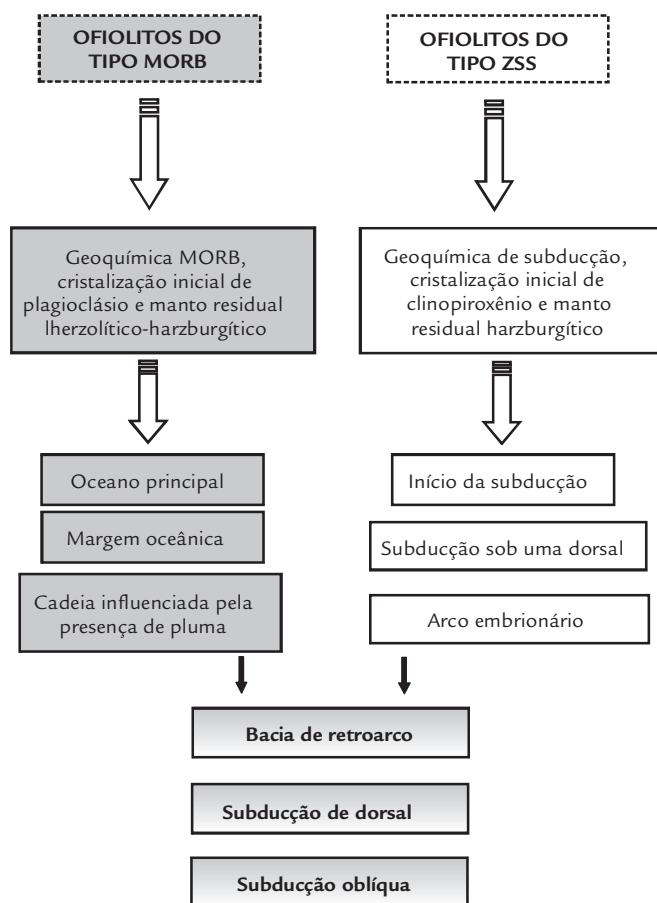 OFIOLITOS DO
TIPO MORB
OFIOLITOS DO
TIPO ZSS
Geoquímica MORB,
cristalização inicial de
plagioclásio e manto residual
lherzolítico-harzburgítico
Geoquímica de subducção,
cristalização inicial de
clinopiroxênio e manto
residual harzburgítico
Oceano principal
Margem oceânica
Cadeia influenciada pela
presença de pluma
Início da subducção
Subducção sob uma dorsal
Arco embrionário
Bacia de retroarco
Subducção de dorsal
Subducção oblíqua